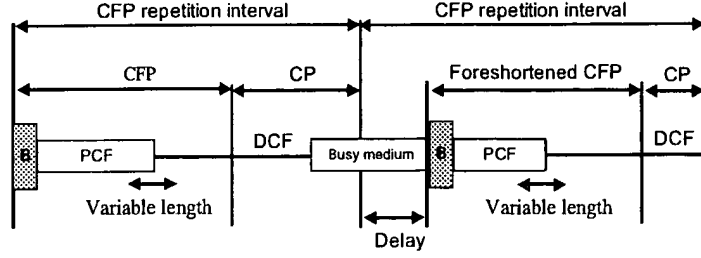 CFP repetition interval CFP repetition interval
CFP CP Foreshortened CFP CP
B PCF DCF Busy medium B PCF DCF
Variable length Variable length
Delay